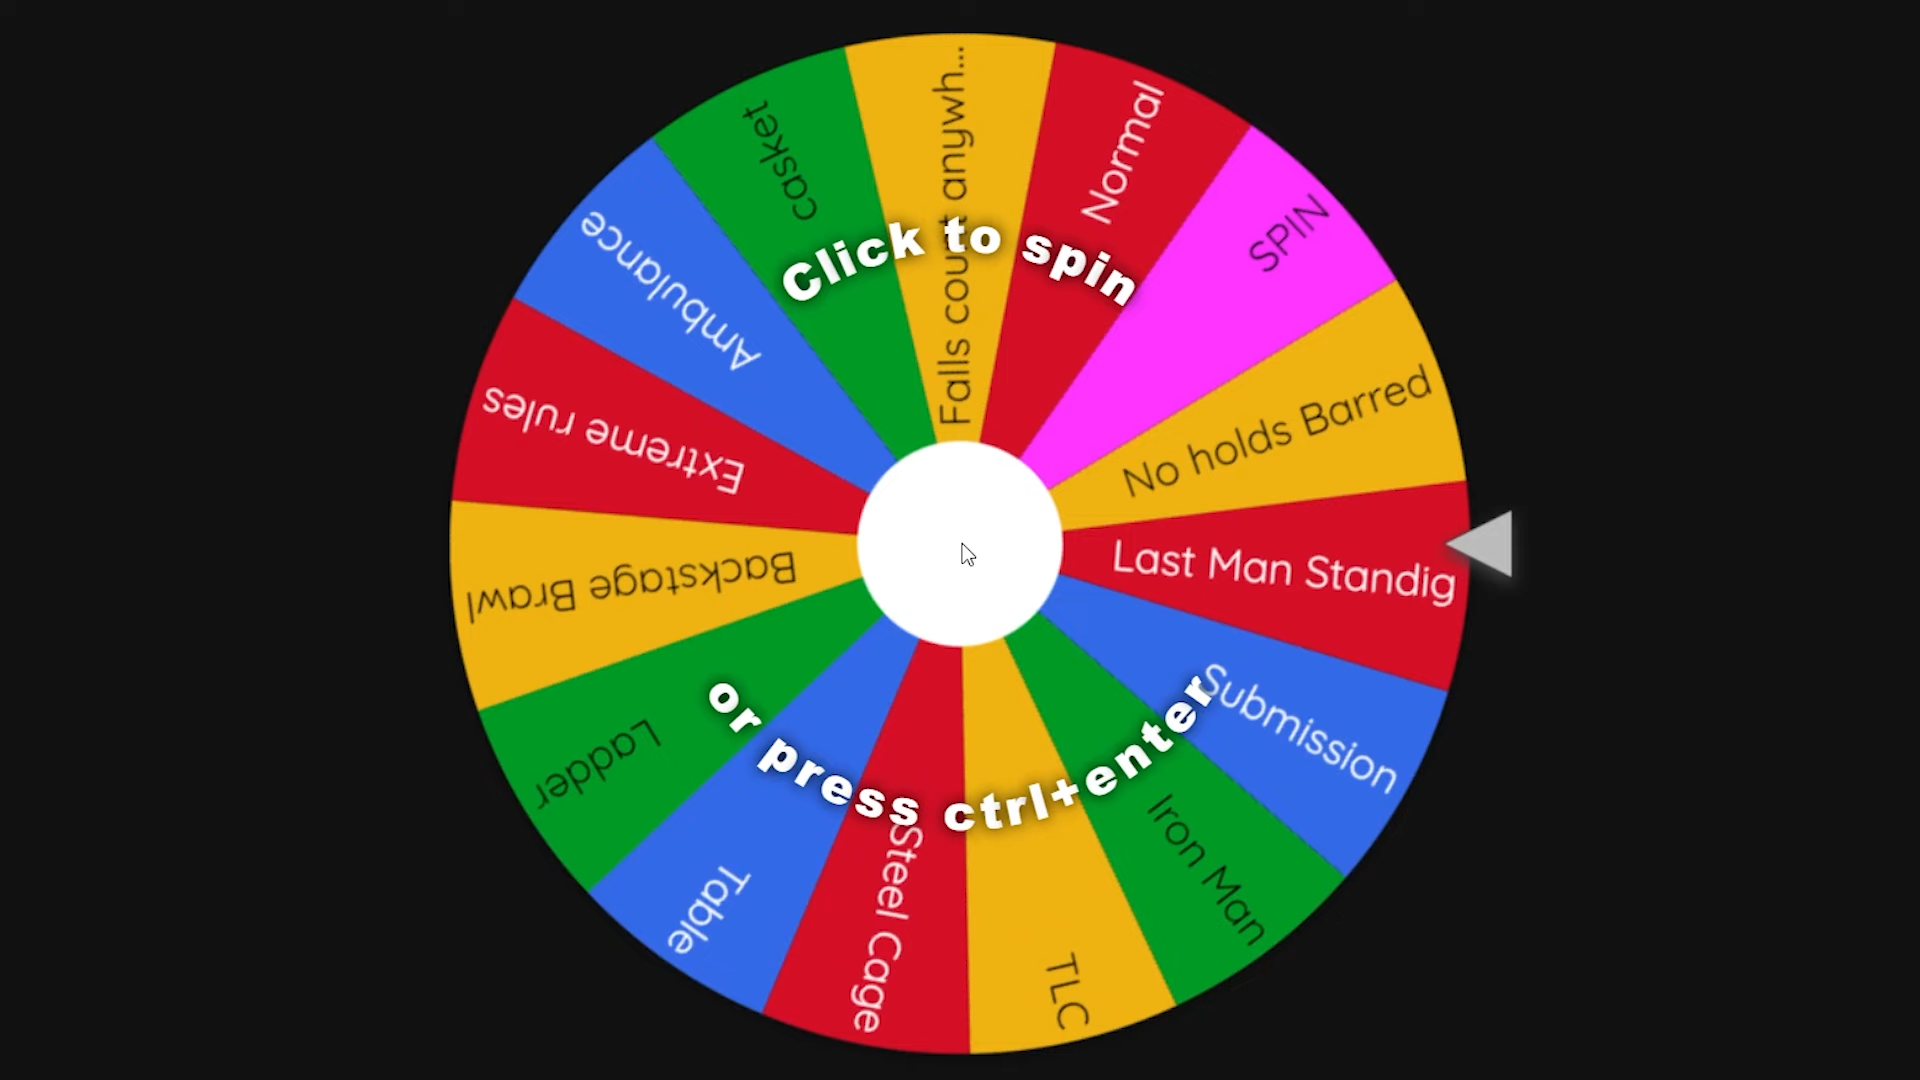 Click to spin
or press ctrl+enter
Falls count anywh...
Normal
SPIN
No holds Barred
Last Man Standig
Submission
Iron Man
TLC
Steel Cage
Table
Ladder
Backstage Brawl
Extreme rules
Ambulance
casket